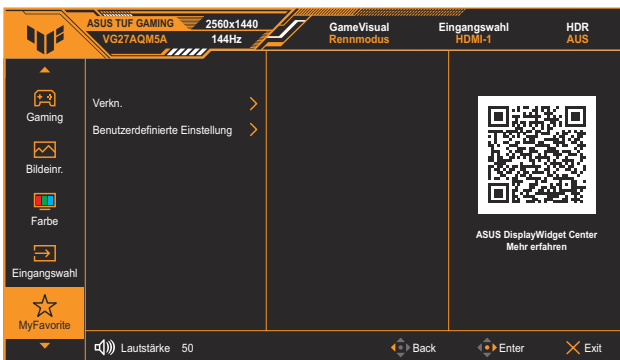 ASUS TUF GAMING 2560x1440
VG27AQM5A 144Hz
GameVisual
Rennmodus
Eingangswahl
HDMI-1
HDR
AUS
Gaming
Bildeinr.
Farbe
Eingangswahl
MyFavorite
Verkn.
Benutzerdefinierte Einstellung
ASUS DisplayWidget Center
Mehr erfahren
Lautstärke 50
Back
Enter
Exit